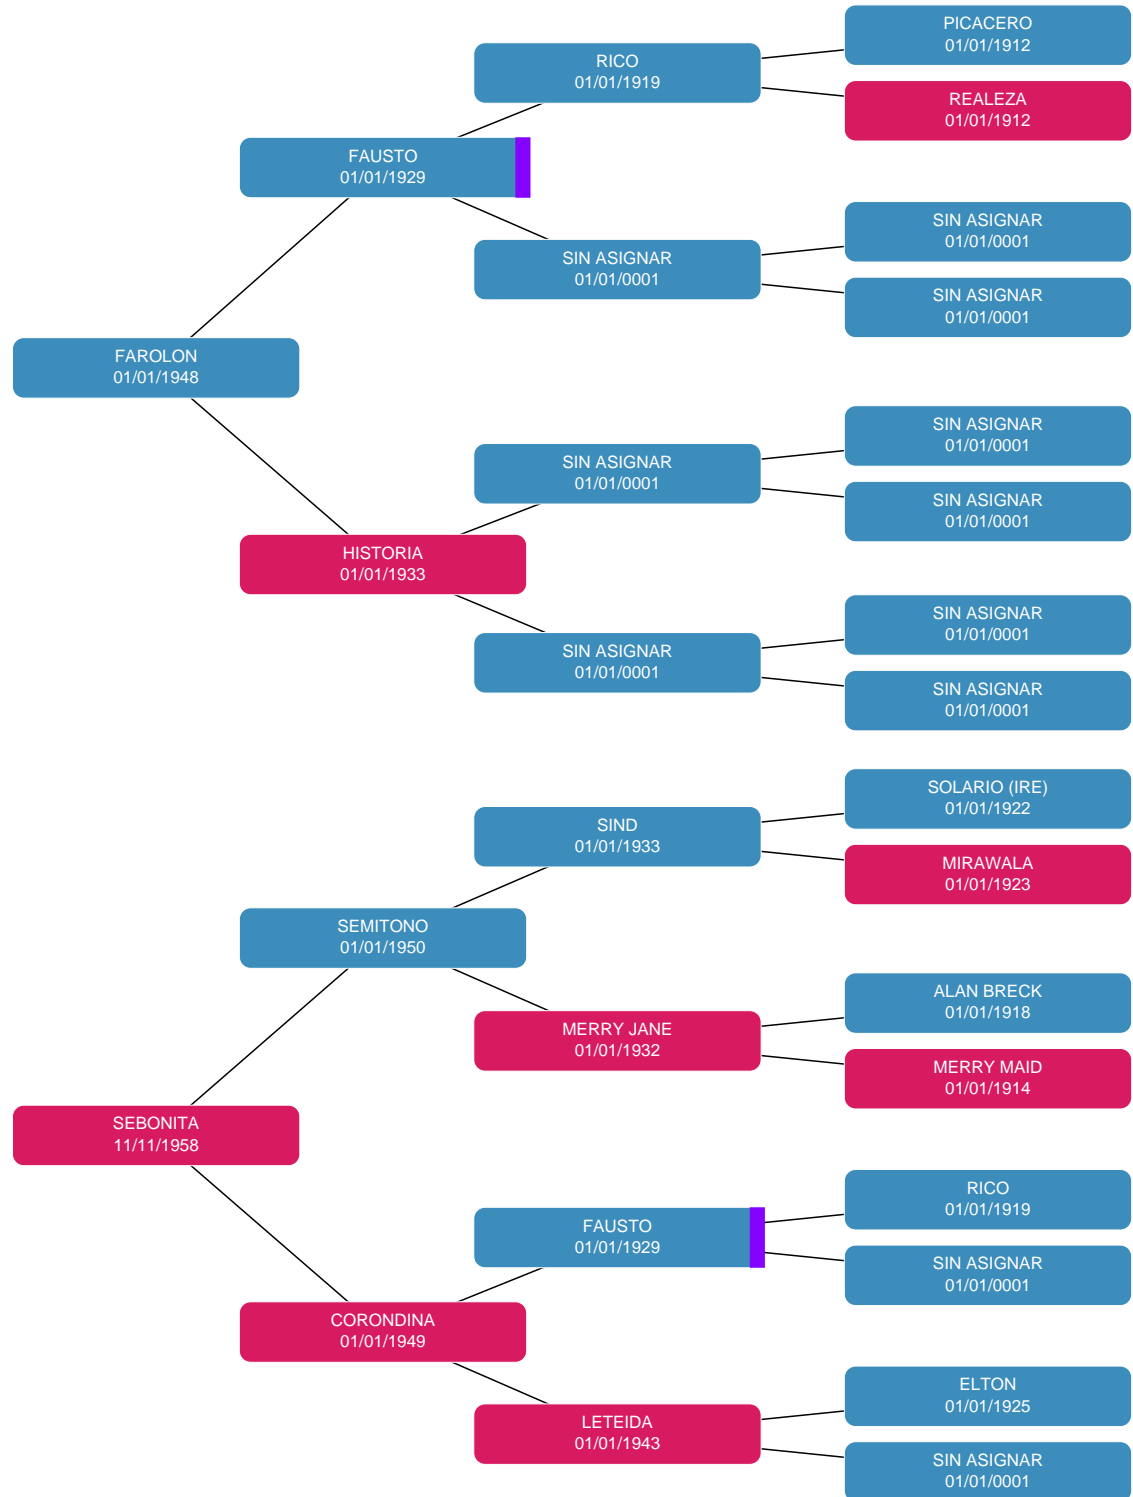 PICACERO
01/01/1912
RICO
01/01/1919
REALEZA
01/01/1912
FAUSTO
01/01/1929
SIN ASIGNAR
01/01/0001
SIN ASIGNAR
01/01/0001
SIN ASIGNAR
01/01/0001
FAROLON
01/01/1948
SIN ASIGNAR
01/01/0001
SIN ASIGNAR
01/01/0001
SIN ASIGNAR
01/01/0001
HISTORIA
01/01/1933
SIN ASIGNAR
01/01/0001
SIN ASIGNAR
01/01/0001
SIN ASIGNAR
01/01/0001
SOLARIO (IRE)
01/01/1922
SIND
01/01/1933
MIRAWALA
01/01/1923
SEMITONO
01/01/1950
ALAN BRECK
01/01/1918
MERRY JANE
01/01/1932
MERRY MAID
01/01/1914
SEBONITA
11/11/1958
RICO
01/01/1919
FAUSTO
01/01/1929
SIN ASIGNAR
01/01/0001
CORONDINA
01/01/1949
ELTON
01/01/1925
LETEIDA
01/01/1943
SIN ASIGNAR
01/01/0001